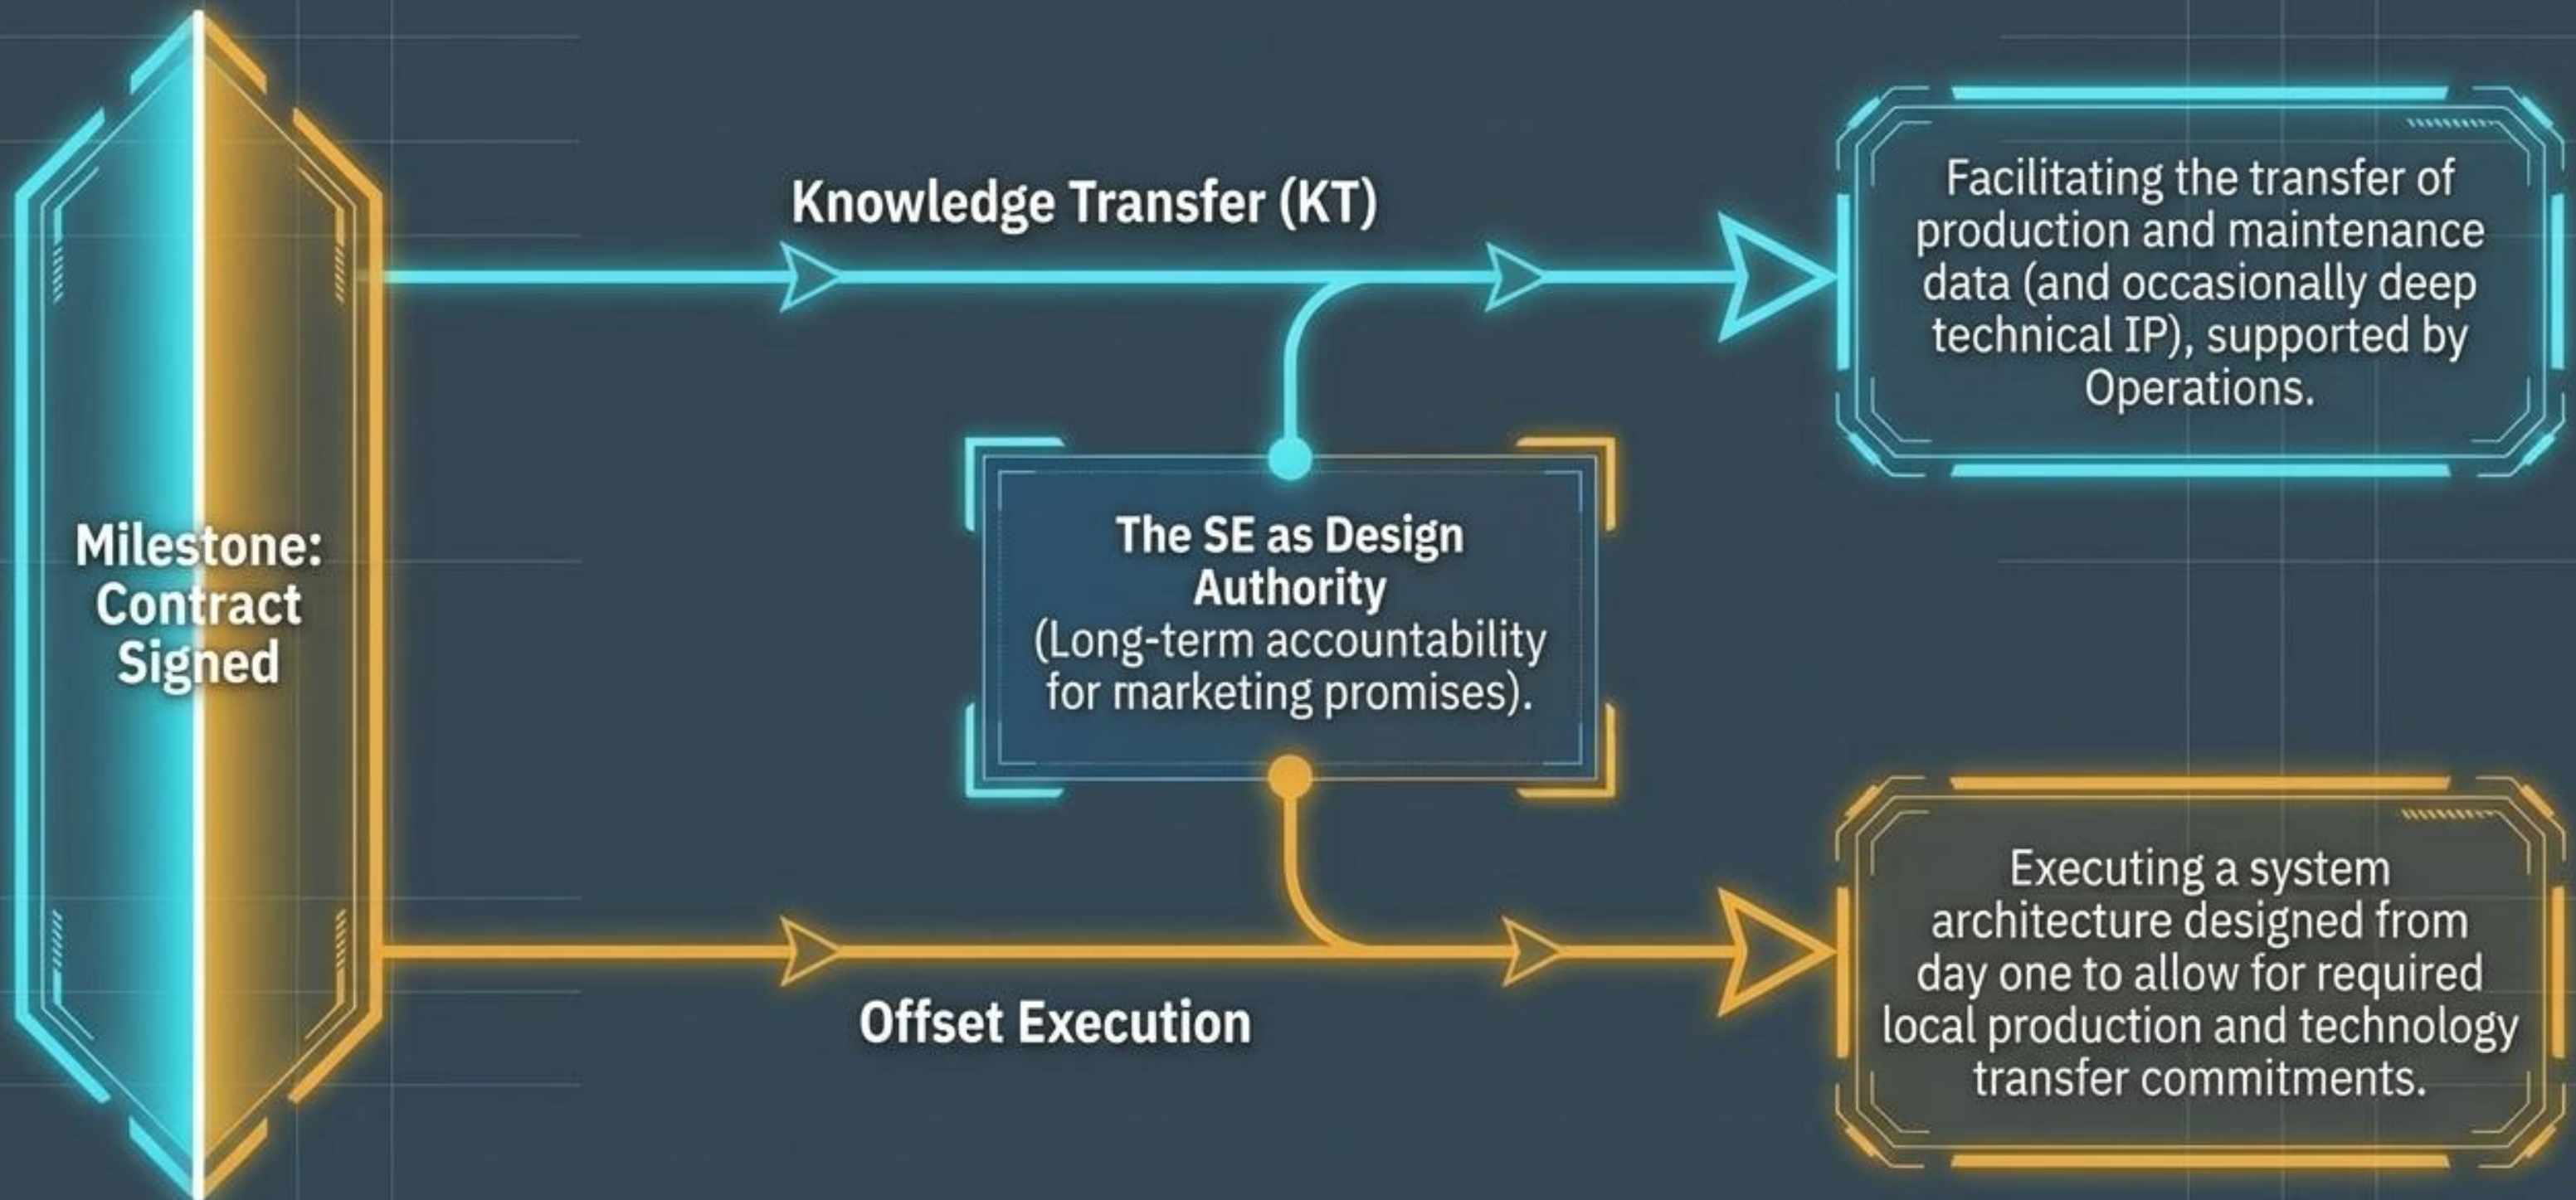 Milestone:
Contract
Signed
Knowledge Transfer (KT)
Facilitating the transfer of
production and maintenance
data (and occasionally deep
technical IP), supported by
Operations.
The SE as Design
Authority
(Long-term accountability
for marketing promises).
Offset Execution
Executing a system
architecture designed from
day one to allow for required
local production and technology
transfer commitments.